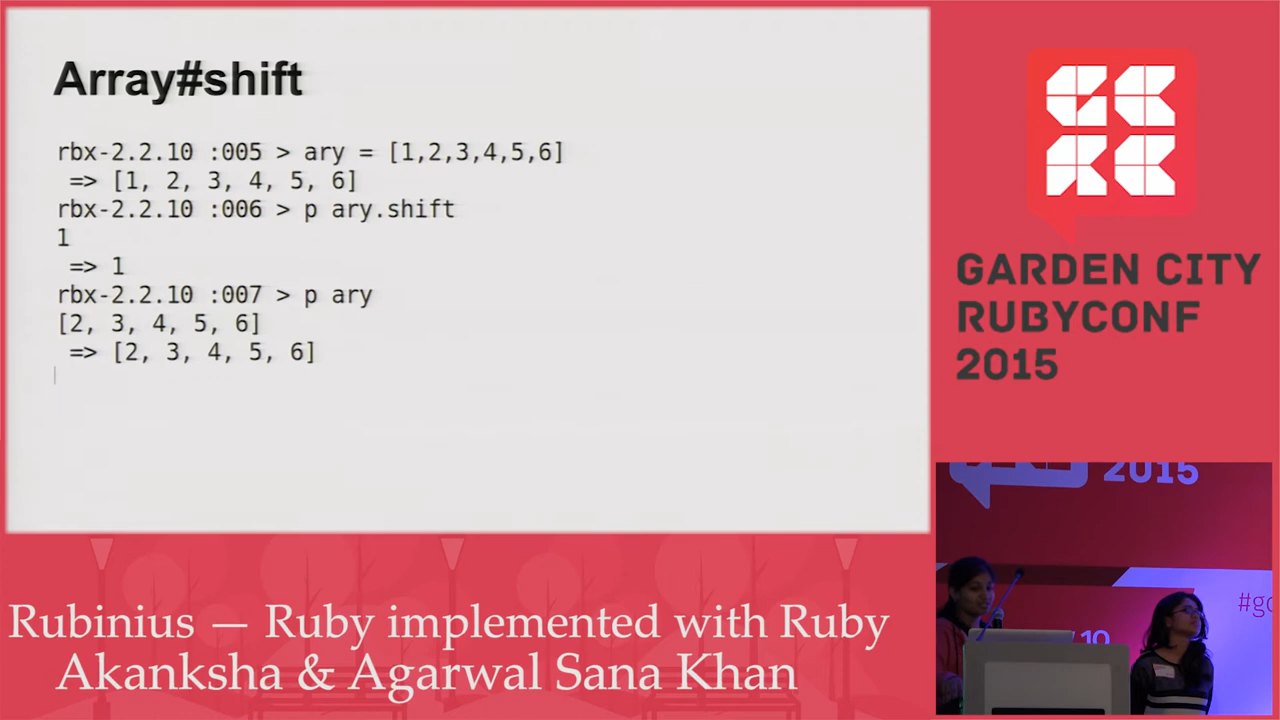 Array#shift
rbx-2.2.10 :005 > ary = [1,2,3,4,5,6]
=> [1, 2, 3, 4, 5, 6]
rbx-2.2.10 :006 > p ary.shift
1
=> 1
rbx-2.2.10 :007 > p ary
[2, 3, 4, 5, 6]
=> [2, 3, 4, 5, 6]
GCRC
GARDEN CITY
RUBYCONF
2015
2015
Rubinius — Ruby implemented with Ruby
Akanksha & Agarwal Sana Khan